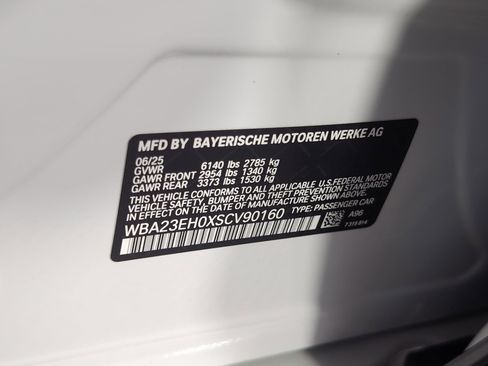 MFD BY BAYERISCHE MOTOREN WERKE AG
06/25
GVWR 6140 lbs 2785 kg
GAWR FRONT 2954 lbs 1340 kg
GAWR REAR 3373 lbs 1530 kg
THIS VEHICLE CONFORMS TO ALL APPLICABLE U.S. FEDERAL MOTOR
VEHICLE SAFETY, BUMPER, AND THEFT PREVENTION STANDARDS
IN EFFECT ON THE DATE OF MANUFACTURE SHOWN ABOVE.
WBA23EH0XSCV90160 TYPE: PASSENGER CAR
A96